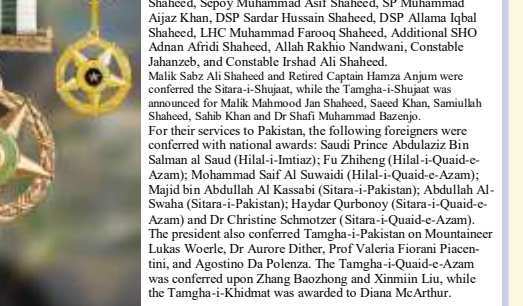 Shaheed, Sepoy Muhammad Asif Shaheed, SP Muhammad
Aijaz Khan, DSP Sardar Hussain Shaheed, DSP Allama Iqbal
Shaheed, LHC Muhammad Farooq Shaheed, Additional SHO
Adnan Afridi Shaheed, Allah Rakhio Nandwani, Constable
Jahanzeb, and Constable Irshad Ali Shaheed.
Malik Sabz Ali Shaheed and Retired Captain Hamza Anjum were
conferred the Sitara-i-Shujaat, while the Tamgha-i-Shujaat was
announced for Malik Mahmood Jan Shaheed, Saeed Khan, Samiullah
Shaheed, Sahib Khan and Dr Shafi Muhammad Bazenjo.
For their services to Pakistan, the following foreigners were
conferred with national awards: Saudi Prince Abdulaziz Bin
Salman al Saud (Hilal-i-Imtiaz); Fu Zhiheng (Hilal-i-Quaid-e-
Azam); Mohammad Saif Al Suwaidi (Hilal-i-Quaid-e-Azam);
Majid bin Abdullah Al Kassabi (Sitara-i-Pakistan); Abdullah Al-
Swaha (Sitara-i-Pakistan); Haydar Qurbonoy (Sitara-i-Quaid-e-
Azam) and Dr Christine Schmotzer (Sitara-i-Quaid-e-Azam).
The president also conferred Tamgha-i-Pakistan on Mountaineer
Lukas Woerle, Dr Aurore Dither, Prof Valeria Fiorani Piacen-
tini, and Agostino Da Polenza. The Tamgha-i-Quaid-e-Azam
was conferred upon Zhang Baozhong and Xinmiin Liu, while
the Tamgha-i-Khidmat was awarded to Diana McArthur.